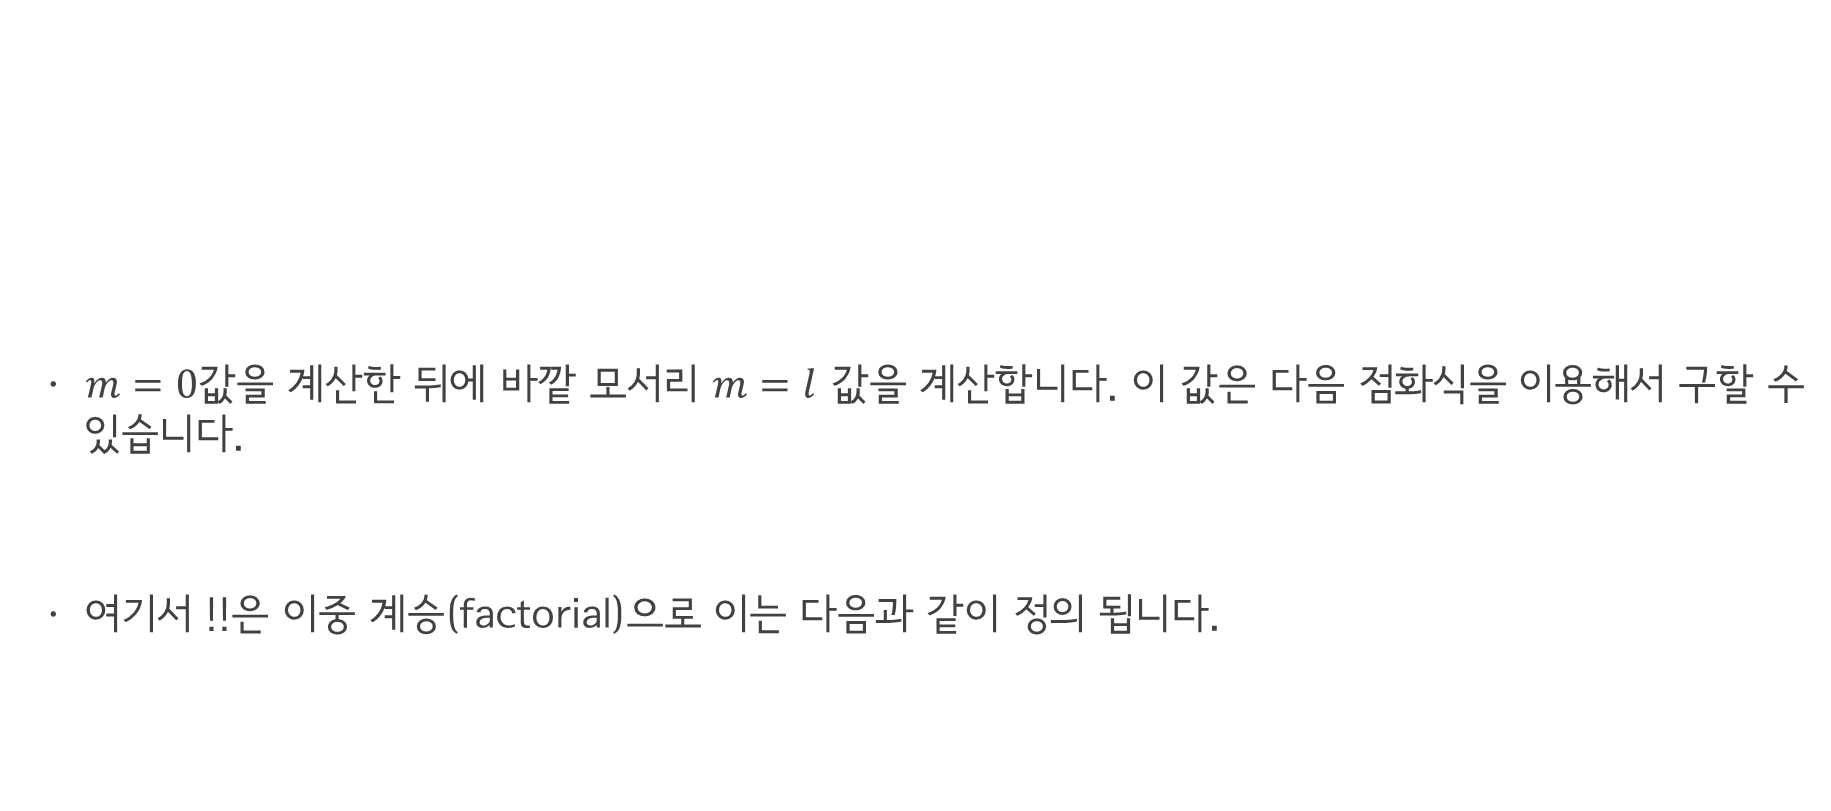 · m = 0값을 계산한 뒤에 바깥 모서리 m = l 값을 계산합니다. 이 값은 다음 점화식을 이용해서 구할 수
있습니다.
· 여기서 !!은 이중 계승(factorial)으로 이는 다음과 같이 정의 됩니다.